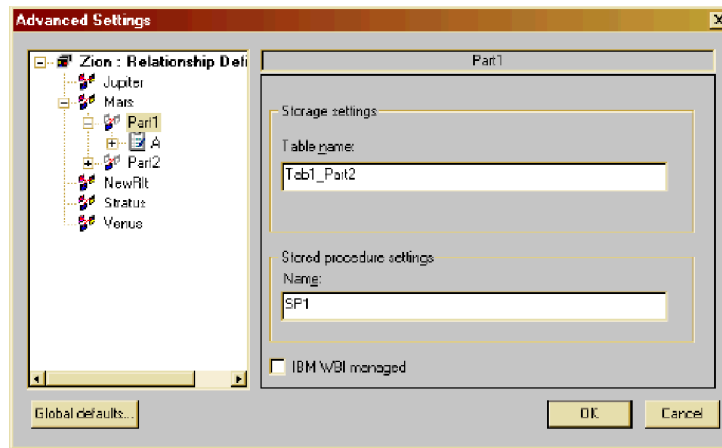 Advanced Settings
Zion : Relationship Defi
Jupiter
Mars
Part1
A
Part2
NewRlt
Stratus
Venus
Part1
Storage settings
Table name:
Tab1_Part2
Stored procedure settings
Name:
SP1
IBM WBI managed
Global defaults...
OK
Cancel